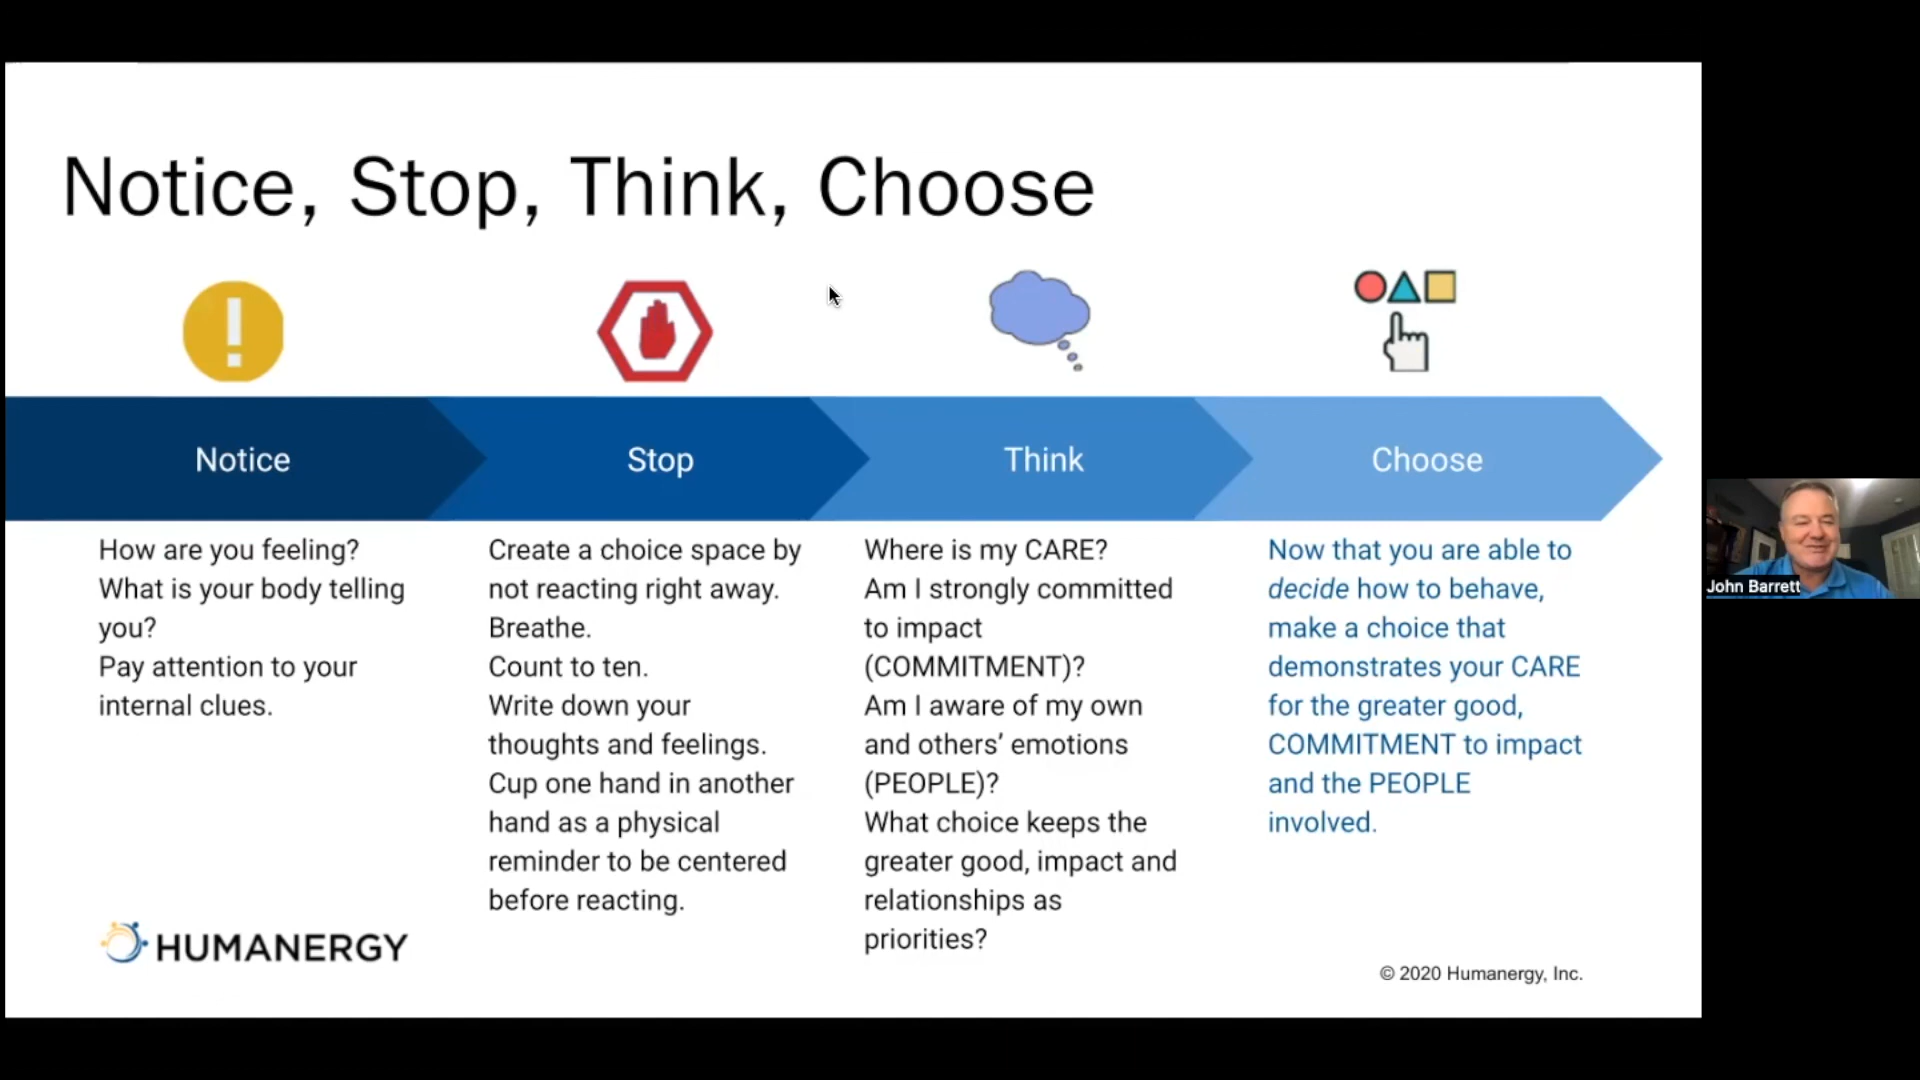 Notice, Stop, Think, Choose
Notice
Stop
Think
Choose
How are you feeling?
What is your body telling
you?
Pay attention to your
internal clues.
Create a choice space by
not reacting right away.
Breathe.
Count to ten.
Write down your
thoughts and feelings.
Cup one hand in another
hand as a physical
reminder to be centered
before reacting.
Where is my CARE?
Am I strongly committed
to impact
(COMMITMENT)?
Am I aware of my own
and others’ emotions
(PEOPLE)?
What choice keeps the
greater good, impact and
relationships as
priorities?
Now that you are able to
decide how to behave,
make a choice that
demonstrates your CARE
for the greater good,
COMMITMENT to impact
and the PEOPLE
involved.
HUMANERGY
© 2020 Humanergy, Inc.
John Barrett